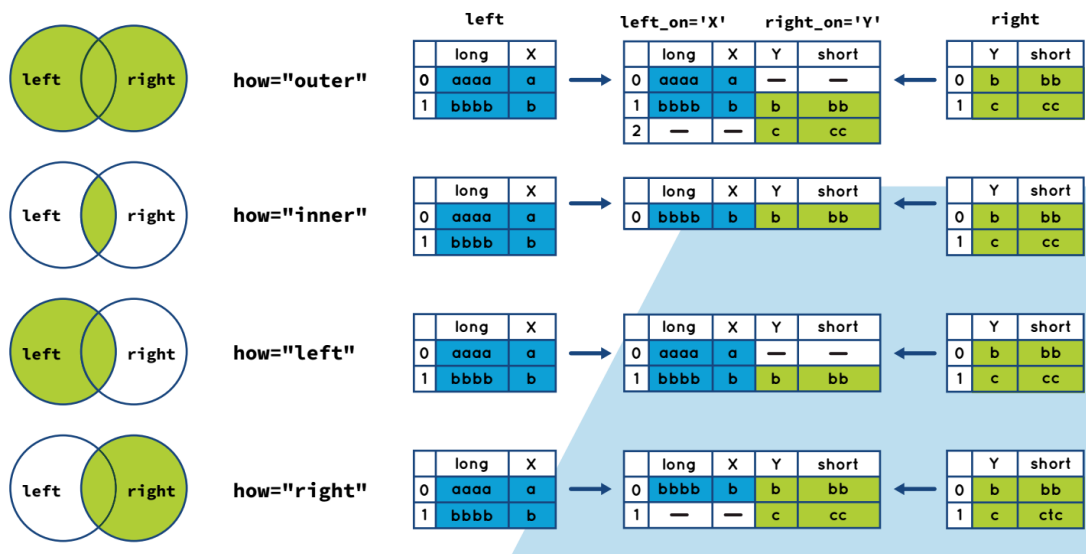 left left_on='X' right_on='Y' right
left right how="outer"
long X long X Y short Y short
0 aaaa a 0 aaaa a — — 0 b bb
1 bbbb b 1 bbbb b b bb 1 c cc
2 — — c cc
left right how="inner"
long X long X Y short Y short
0 aaaa a 0 bbbb b b bb 0 b bb
1 bbbb b 1 c cc
left right how="left"
long X long X Y short Y short
0 aaaa a 0 aaaa a — — 0 b bb
1 bbbb b 1 bbbb b b bb 1 c cc
left right how="right"
long X long X Y short Y short
0 aaaa a 0 bbbb b b bb 0 b bb
1 bbbb b 1 — — c cc 1 c ctc